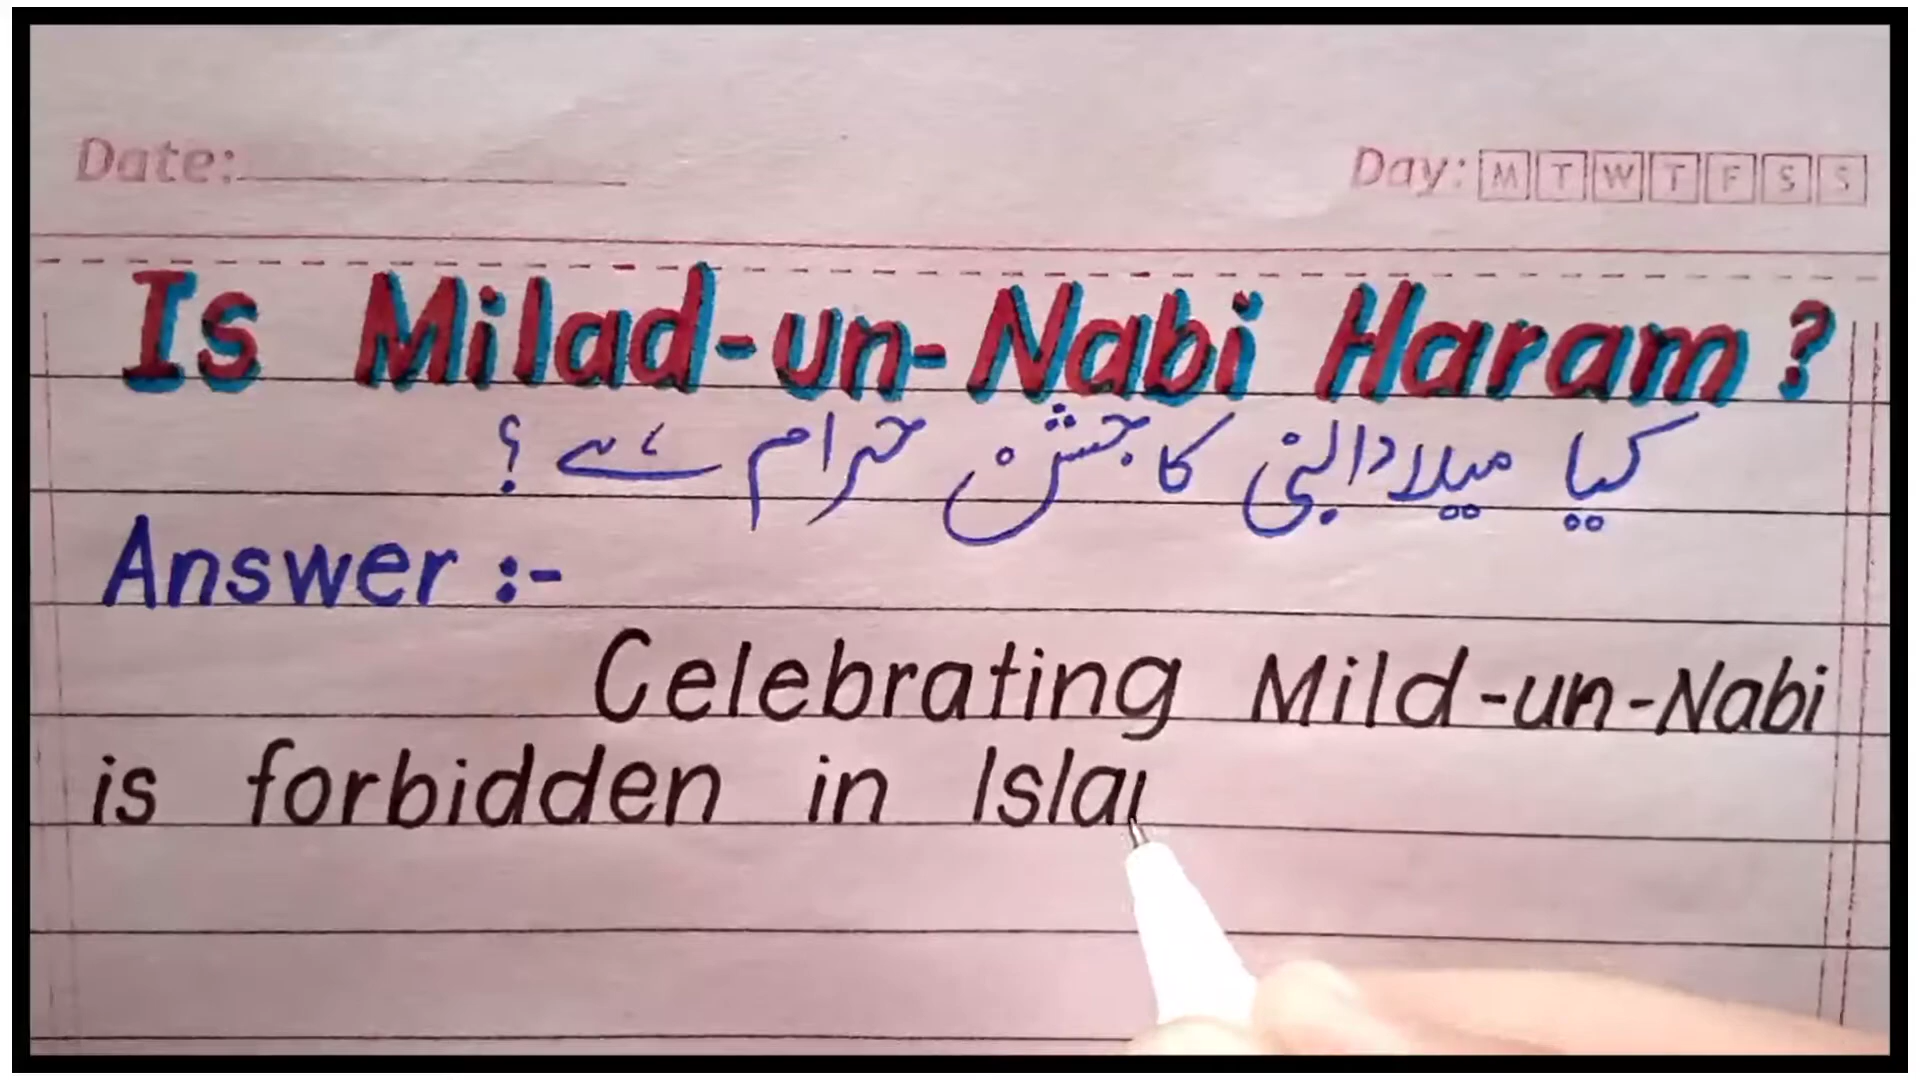 Date:
Day: M T W T F S S
Is Milad-un-Nabi Haram?
کیا میلادالنبی کا جشن حرام ہے؟
Answer :-
Celebrating Mild-un-Nabi
is forbidden in Isla